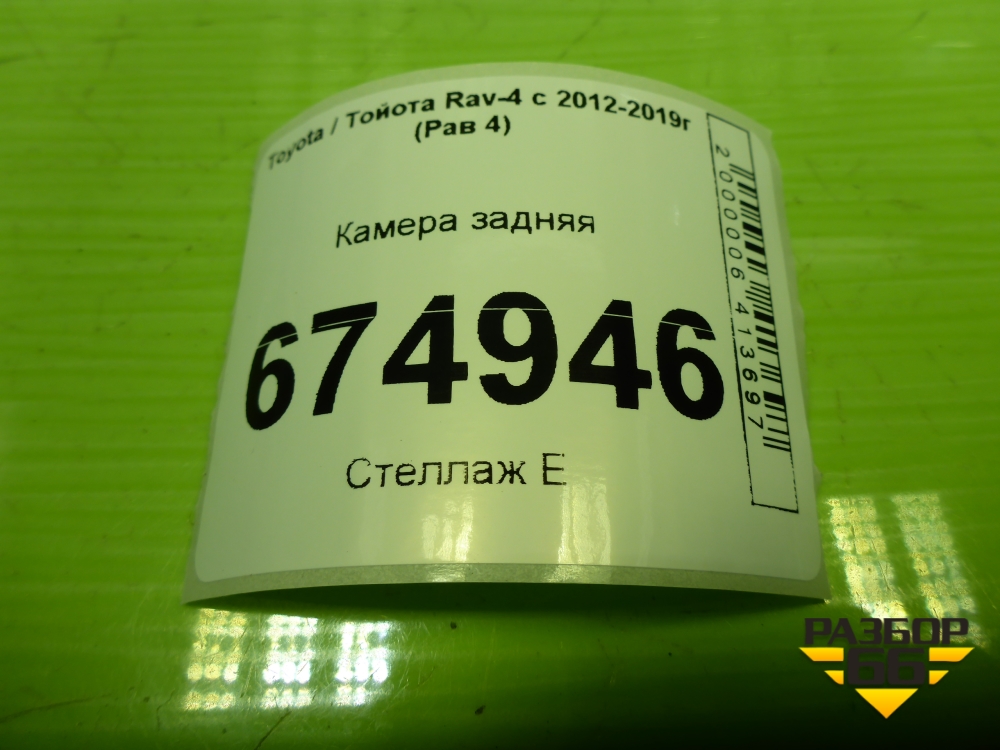 Toyota / Тойота Rav-4 с 2012-2019г
(Рав 4)
Камера задняя
674946
Стеллаж Е
2000006413697
РАЗБОР
66